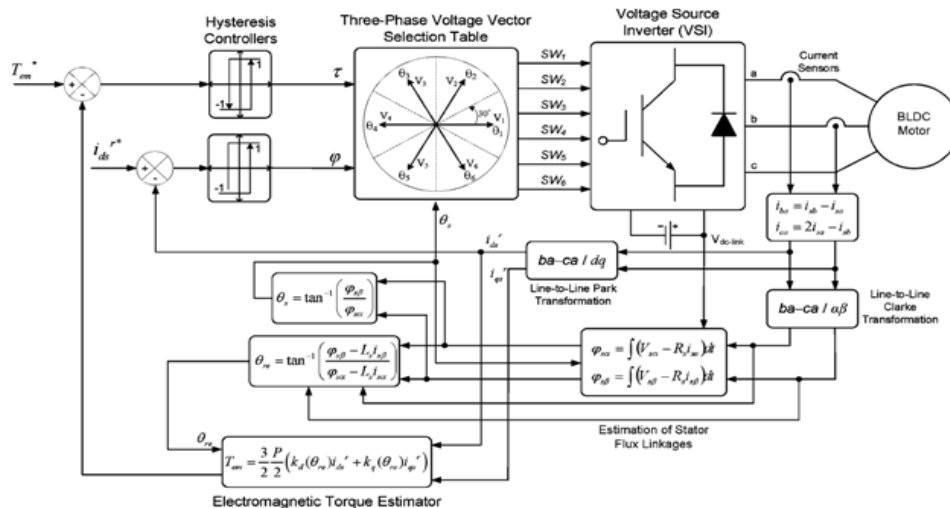 Hysteresis
Controllers
Three-Phase Voltage Vector
Selection Table
Voltage Source
Inverter (VSI)
T_em*
+
-
-1
1
τ
θ3
V3
θ2
V2
30°
V4
θ4
V1
θ1
V5
θ5
V6
θ6
SW1
SW2
SW3
SW4
SW5
SW6
a
b
c
Current
Sensors
BLDC
Motor
i_ds^r*
+
-
-1
1
φ
θ_s
- +
V_dc-link
i_ba = i_sb − i_sa
i_ca = 2i_sa − i_sb
i_ds^r
i_qs^r
ba–ca / dq
Line-to-Line Park
Transformation
ba–ca / αβ
Line-to-Line
Clarke
Transformation
θ_s = tan⁻¹(φ_sβ / φ_sα)
θ_re = tan⁻¹((φ_sβ − L_s i_sβ) / (φ_sα − L_s i_sα))
φ_sα = ∫(V_sα − R_s i_sα)dt
φ_sβ = ∫(V_sβ − R_s i_sβ)dt
Estimation of Stator
Flux Linkages
θ_re
T_em = 3/2 P/2 (k_d(θ_re)i_ds^r + k_q(θ_re)i_qs^r)
Electromagnetic Torque Estimator